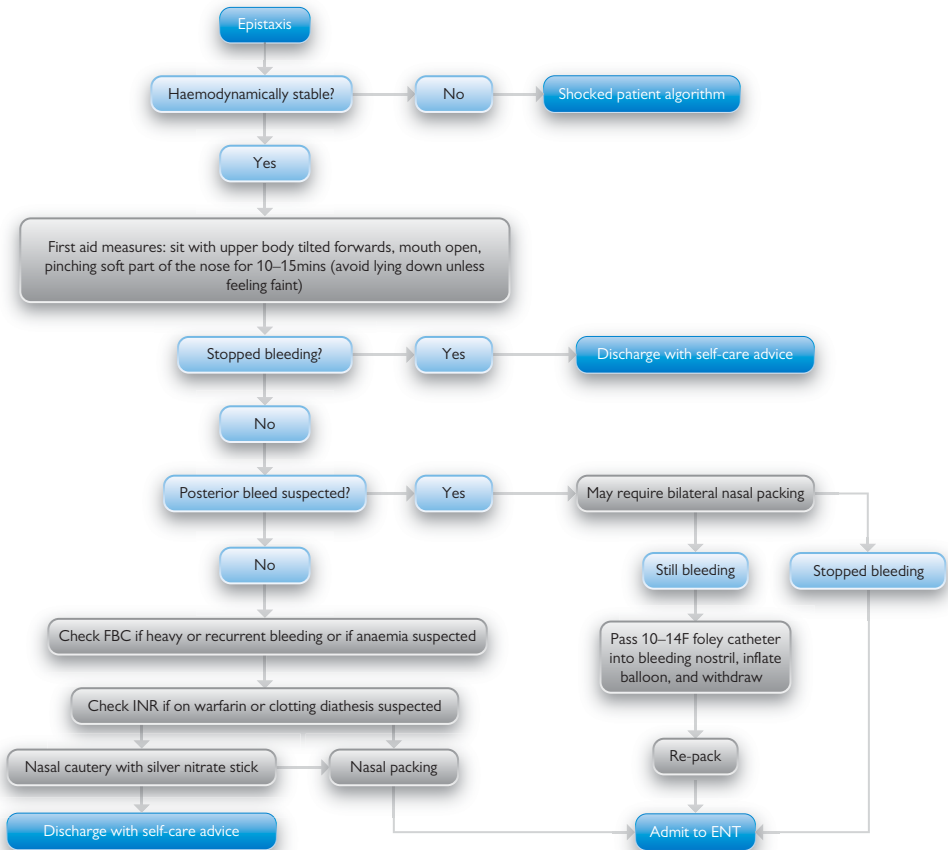 Epistaxis
Haemodynamically stable?
No
Shocked patient algorithm
Yes
First aid measures: sit with upper body tilted forwards, mouth open,
pinching soft part of the nose for 10–15mins (avoid lying down unless
feeling faint)
Stopped bleeding?
Yes
Discharge with self-care advice
No
Posterior bleed suspected?
Yes
May require bilateral nasal packing
No
Still bleeding
Stopped bleeding
Check FBC if heavy or recurrent bleeding or if anaemia suspected
Pass 10–14F foley catheter
into bleeding nostril, inflate
balloon, and withdraw
Check INR if on warfarin or clotting diathesis suspected
Nasal cautery with silver nitrate stick
Nasal packing
Re-pack
Discharge with self-care advice
Admit to ENT